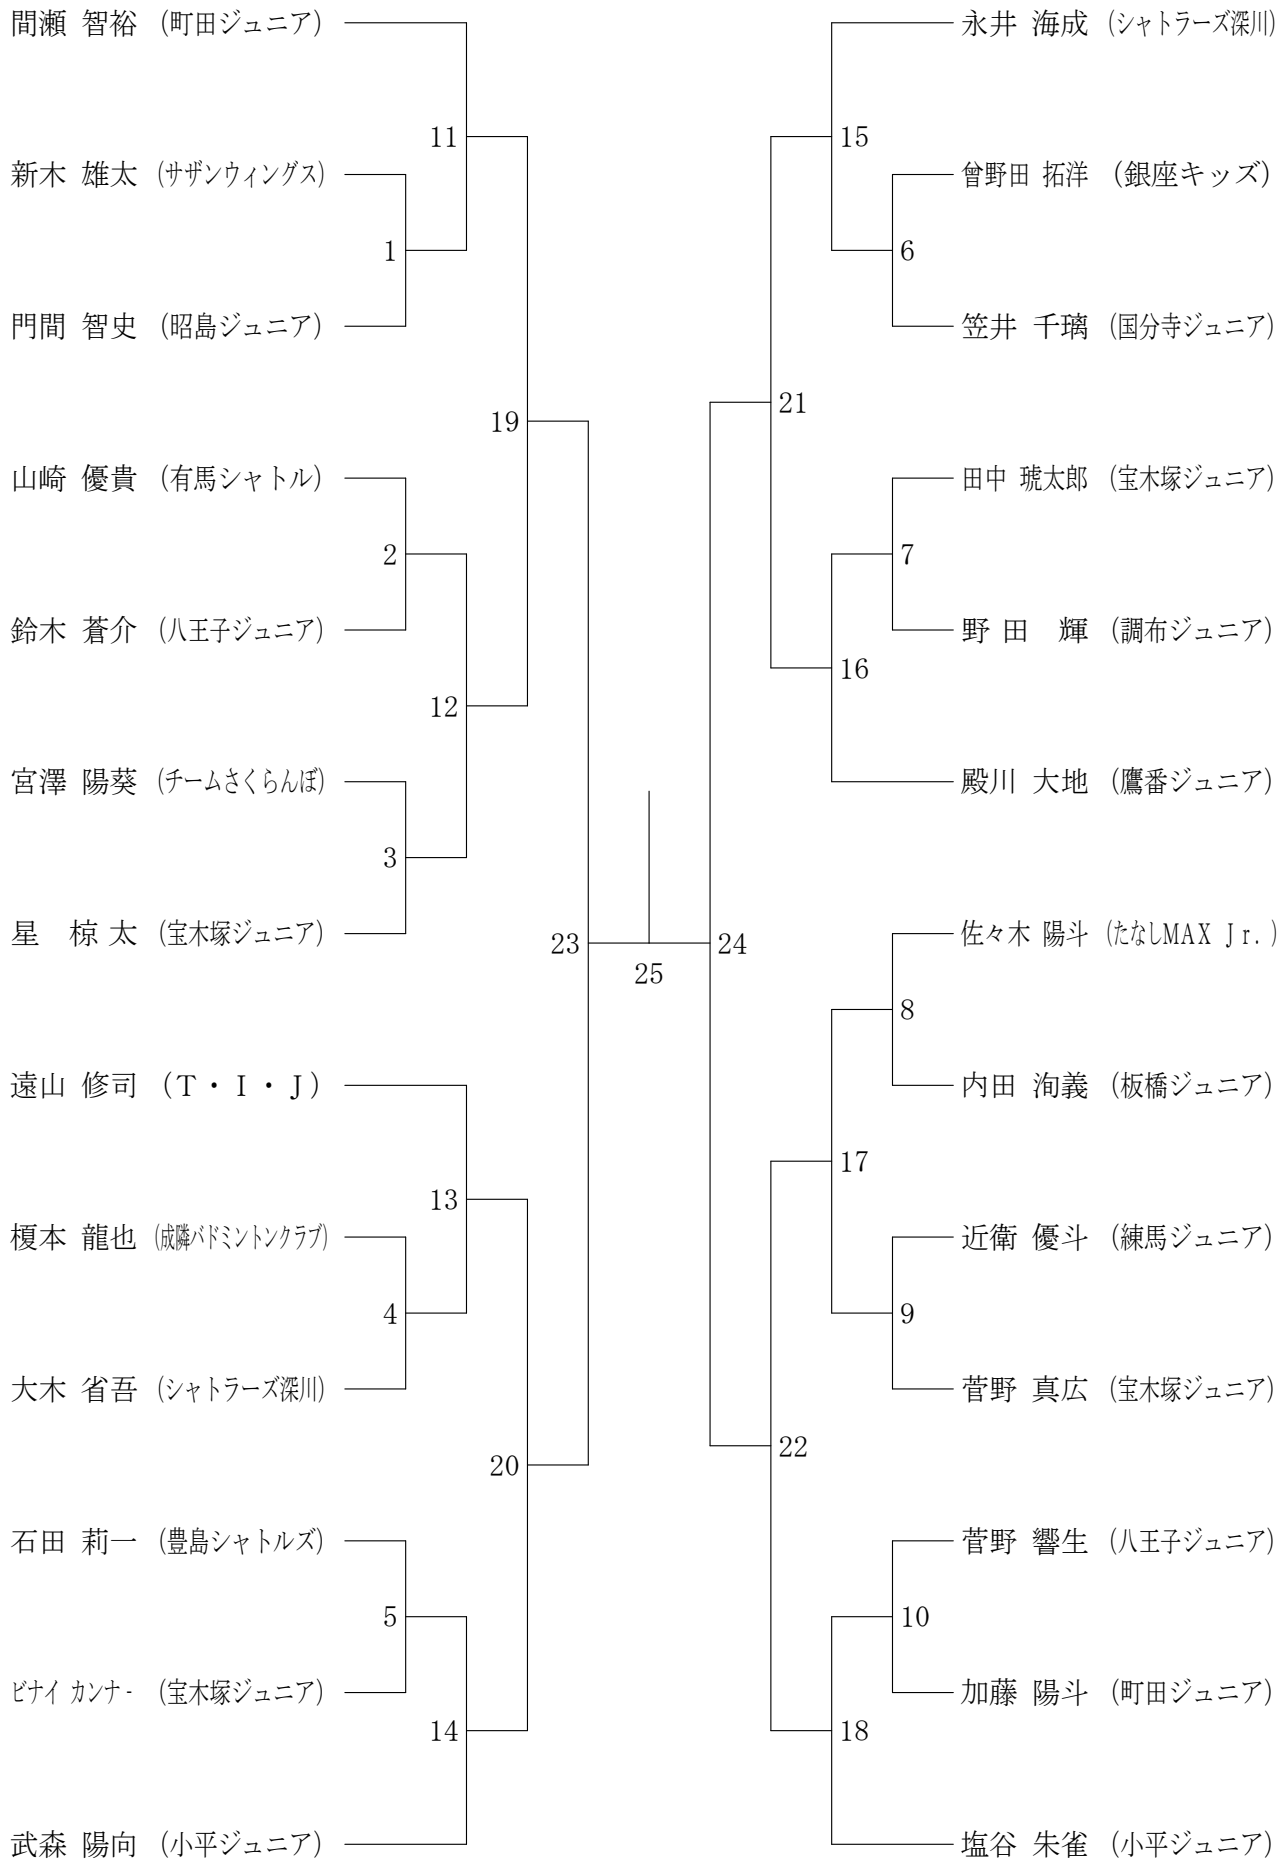 間瀬 智裕 (町田ジュニア)
11
新木 雄太 (サザンウィングス)
1
門間 智史 (昭島ジュニア)
19
山崎 優貴 (有馬シャトル)
2
鈴木 蒼介 (八王子ジュニア)
12
宮澤 陽葵 (チームさくらんぼ)
3
星 椋太 (宝木塚ジュニア)
23
25
遠山 修司 (T・I・J)
13
榎本 龍也 (成隣バドミントンクラブ)
4
大木 省吾 (シャトラーズ深川)
20
石田 莉一 (豊島シャトルズ)
5
ビナイ カンナ- (宝木塚ジュニア)
14
武森 陽向 (小平ジュニア)
永井 海成 (シャトラーズ深川)
15
曾野田 拓洋 (銀座キッズ)
6
笠井 千璃 (国分寺ジュニア)
21
田中 琥太郎 (宝木塚ジュニア)
7
野田 輝 (調布ジュニア)
16
殿川 大地 (鷹番ジュニア)
佐々木 陽斗 (たなしMAX Jr.)
24
8
内田 洵義 (板橋ジュニア)
17
近衛 優斗 (練馬ジュニア)
9
菅野 真広 (宝木塚ジュニア)
22
菅野 響生 (八王子ジュニア)
10
加藤 陽斗 (町田ジュニア)
18
塩谷 朱雀 (小平ジュニア)